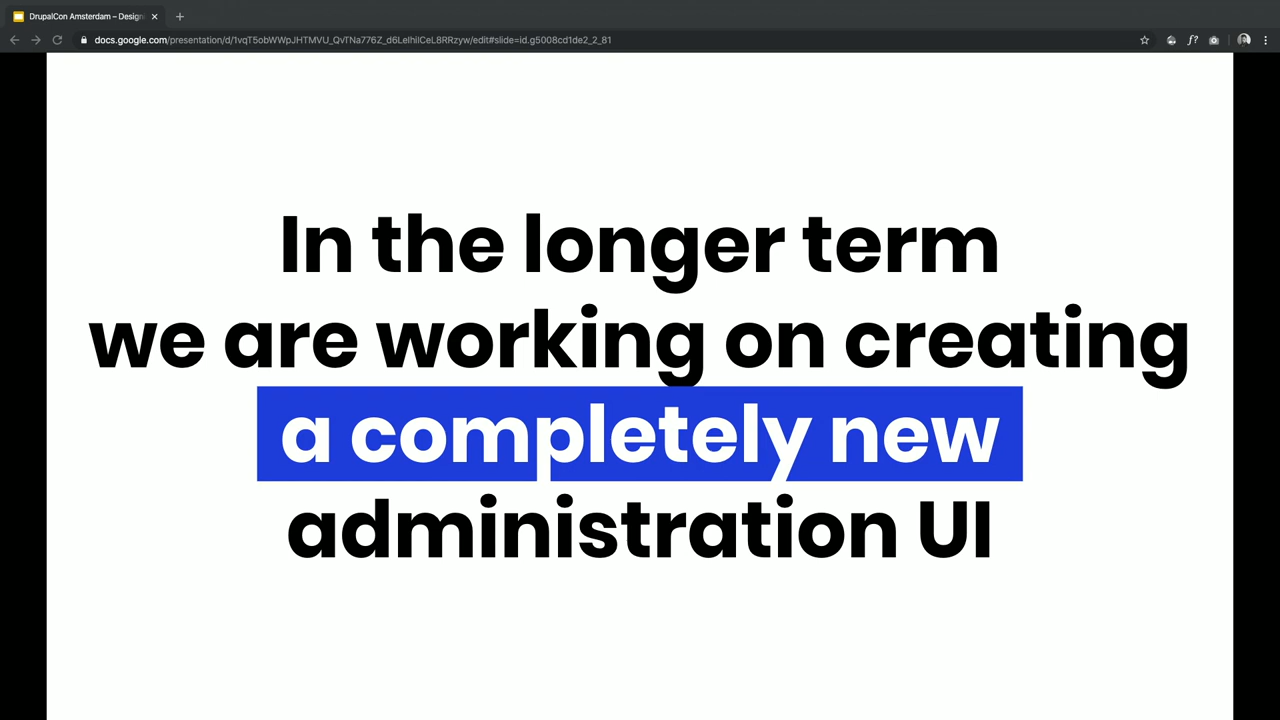 DrupalCon Amsterdam – Design
docs.google.com/presentation/d/1vqT5obWWpJHTMVU_QvTNa776Z_d6LeIhiICeL8RRzyw/edit#slide=id.g5008cd1de2_2_81
f?
In the longer term
we are working on creating
a completely new
administration UI